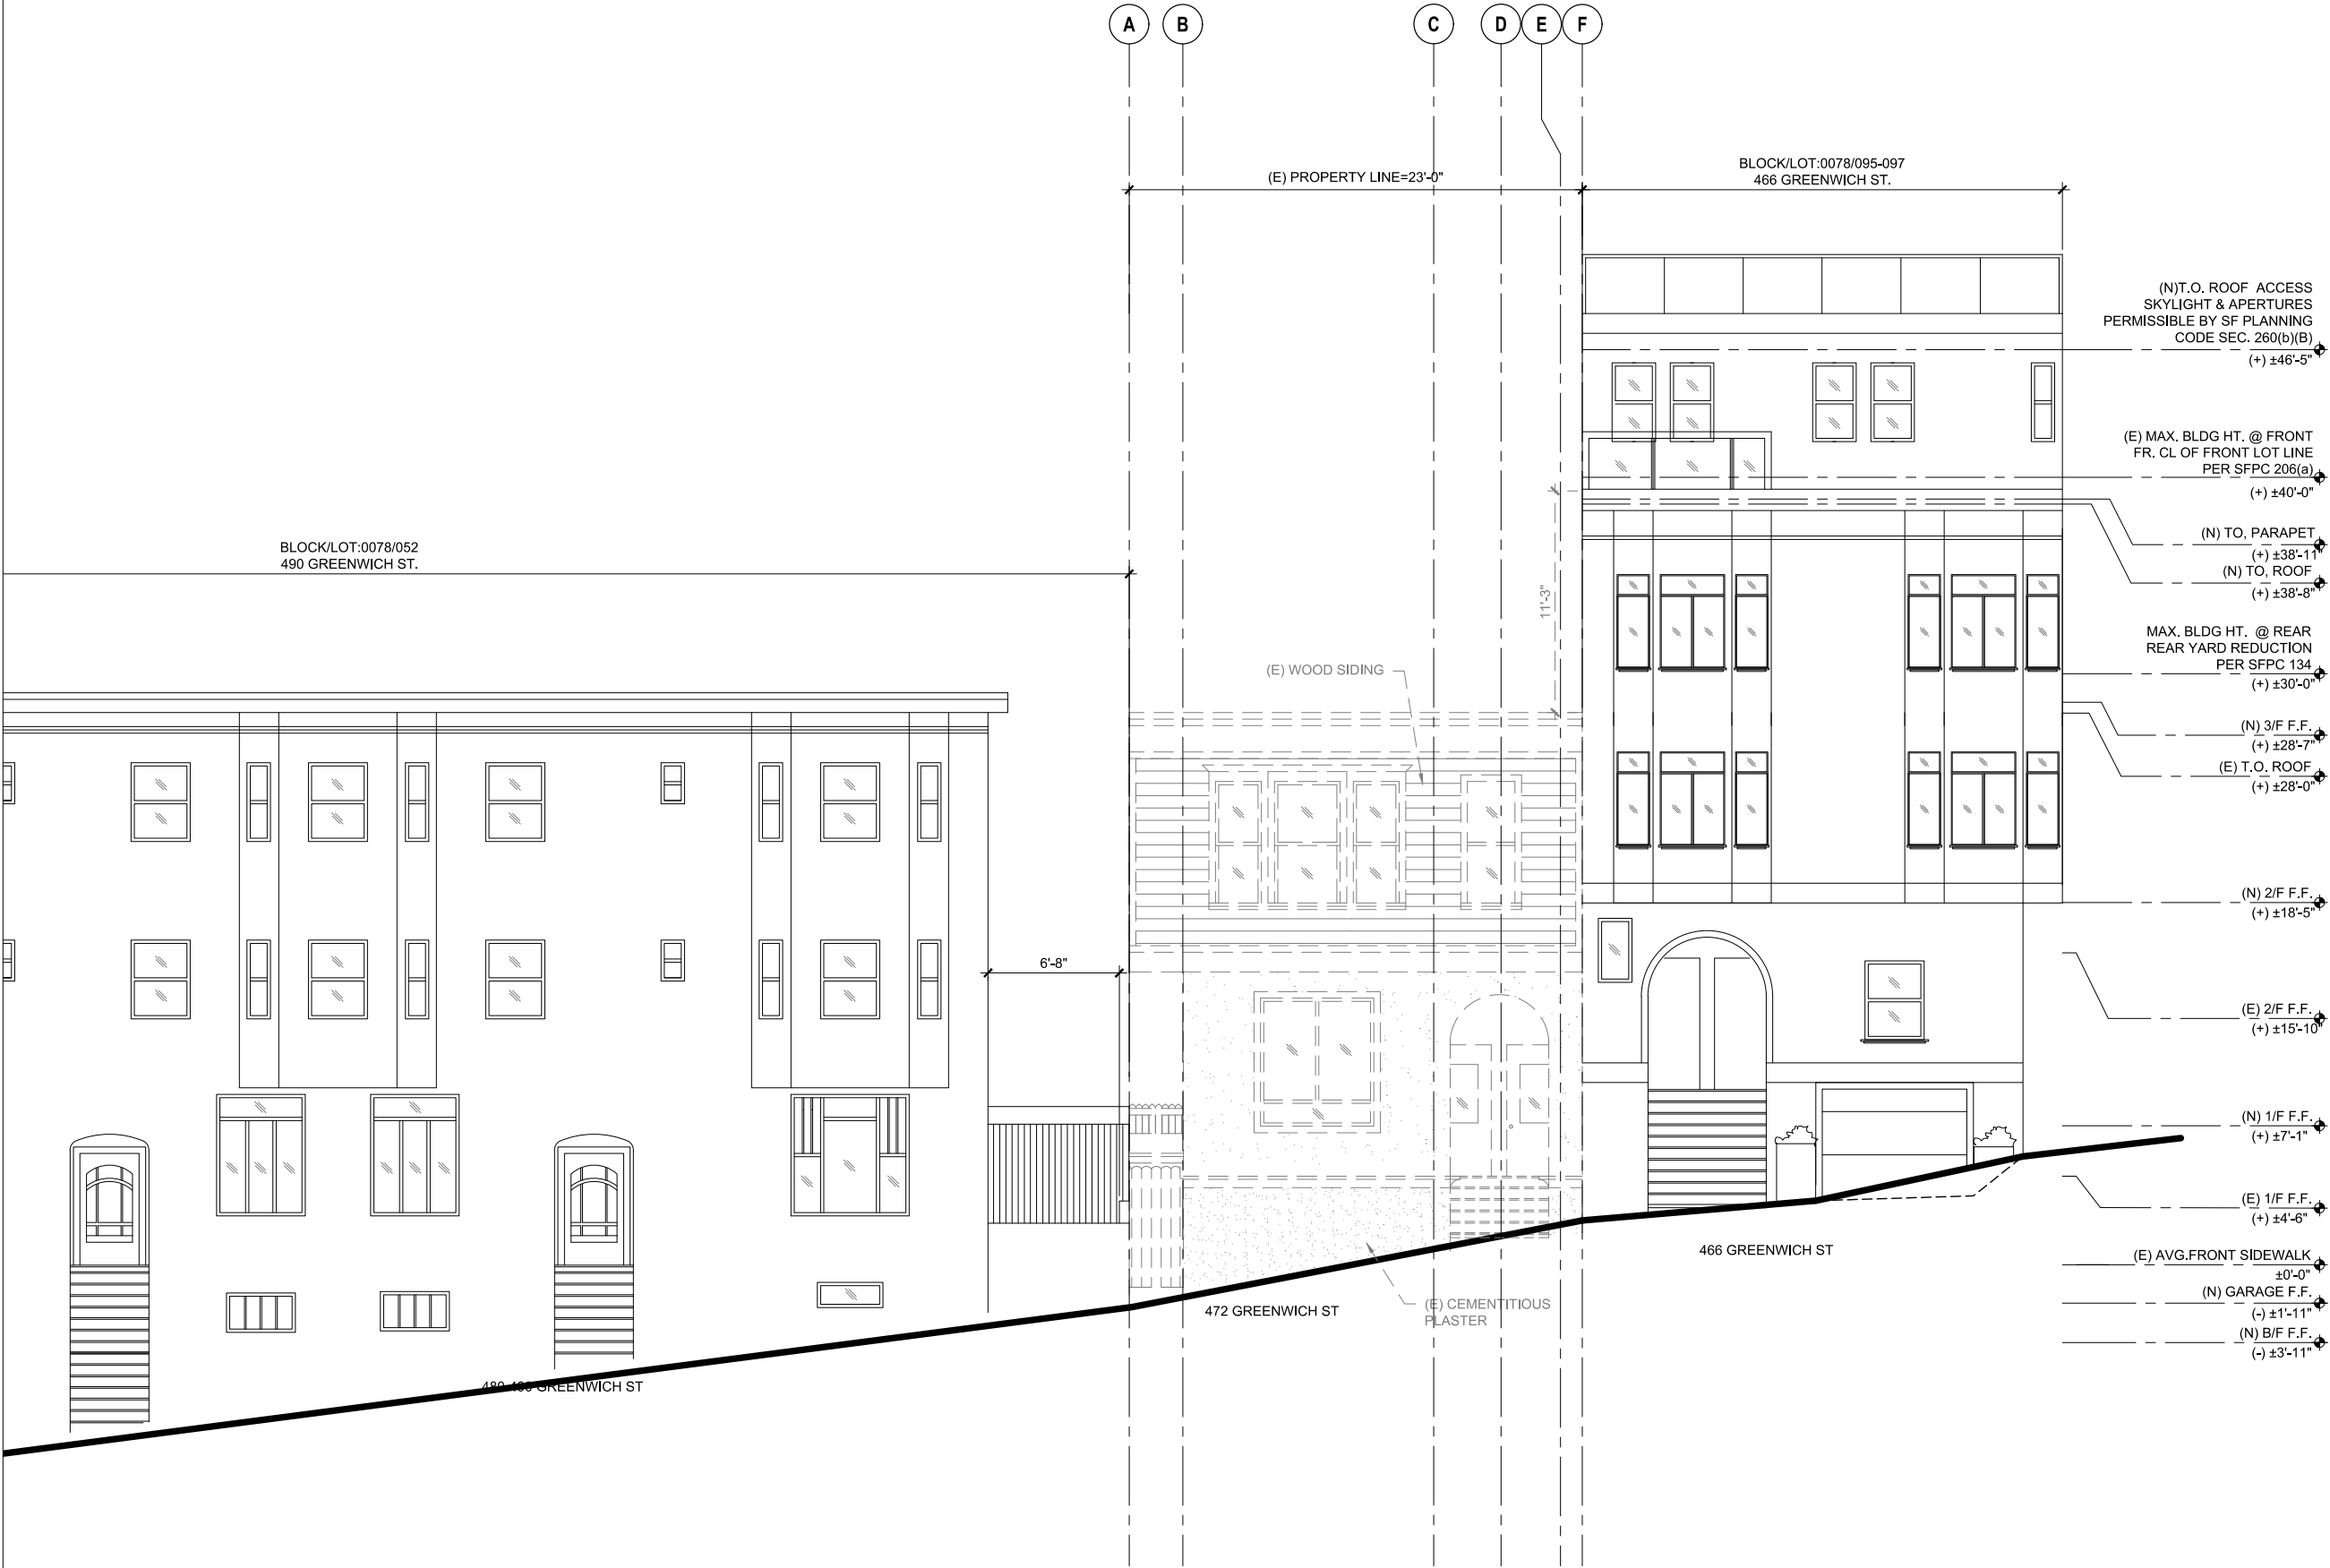 A B C D E F
(E) PROPERTY LINE=23'-0"
BLOCK/LOT:0078/095-097
466 GREENWICH ST.
(N)T.O. ROOF ACCESS
SKYLIGHT & APERTURES
PERMISSIBLE BY SF PLANNING
CODE SEC. 260(b)(B)
(+) ±46'-5"
(E) MAX. BLDG HT. @ FRONT
FR. CL OF FRONT LOT LINE
PER SFPC 206(a)
(+) ±40'-0"
(N) TO. PARAPET
(+) ±38'-11"
(N) TO. ROOF
(+) ±38'-8"
MAX. BLDG HT. @ REAR
REAR YARD REDUCTION
PER SFPC 134
(+) ±30'-0"
(N) 3/F F.F.
(+) ±28'-7"
(E) T.O. ROOF
(+) ±28'-0"
(N) 2/F F.F.
(+) ±18'-5"
(E) 2/F F.F.
(+) ±15'-10"
(N) 1/F F.F.
(+) ±7'-1"
(E) 1/F F.F.
(+) ±4'-6"
(E) AVG.FRONT SIDEWALK
±0'-0"
(N) GARAGE F.F.
(-) ±1'-11"
(N) B/F F.F.
(-) ±3'-11"
BLOCK/LOT:0078/052
490 GREENWICH ST.
11'-3"
(E) WOOD SIDING
6'-8"
466 GREENWICH ST
472 GREENWICH ST
(E) CEMENTITIOUS
PLASTER
GREENWICH ST